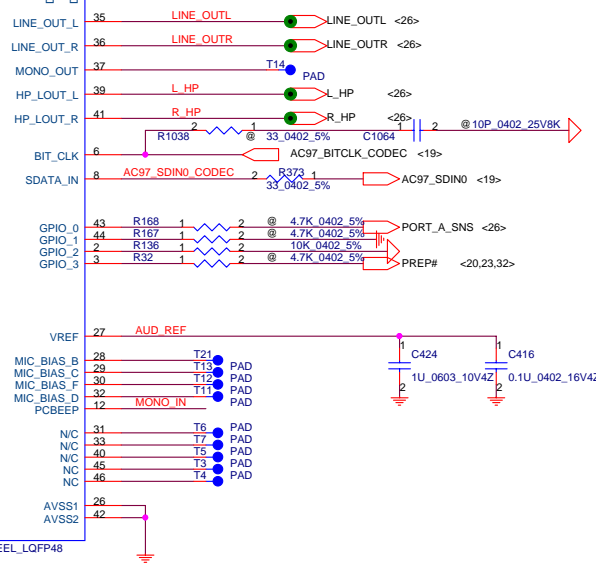 LINE_OUT_L 35 LINE_OUTL LINE_OUTL <26>
LINE_OUT_R 36 LINE_OUTR LINE_OUTR <26>
MONO_OUT 37 T14 PAD
HP_LOUT_L 39 L_HP L_HP <26>
HP_LOUT_R 41 R_HP R_HP <26>
R1038 2 1 @ 33_0402_5% C1064 1 2 @10P_0402_25V8K
BIT_CLK 6 AC97_BITCLK_CODEC <19>
SDATA_IN 8 AC97_SDIN0_CODEC 2 R373 1 33_0402_5% AC97_SDIN0 <19>
GPIO_0 43 R168 1 2 @ 4.7K_0402_5% PORT_A_SNS <26>
GPIO_1 44 R167 1 2 @ 4.7K_0402_5%
GPIO_2 2 R136 1 2 10K_0402_5%
GPIO_3 3 R32 1 2 @ 4.7K_0402_5% PREP# <20,23,32>
VREF 27 AUD_REF
1 C424 2 1U_0603_10V4Z
1 C416 2 0.1U_0402_16V4Z
MIC_BIAS_B 28 T21 PAD
MIC_BIAS_C 29 T13 PAD
MIC_BIAS_F 30 T12 PAD
MIC_BIAS_D 32 T11 PAD
PCBEEP 12 MONO_IN
N/C 31 T6 PAD
N/C 33 T7 PAD
N/C 40 T5 PAD
NC 45 T3 PAD
NC 46 T4 PAD
AVSS1 26
AVSS2 42
EEL_LQFP48